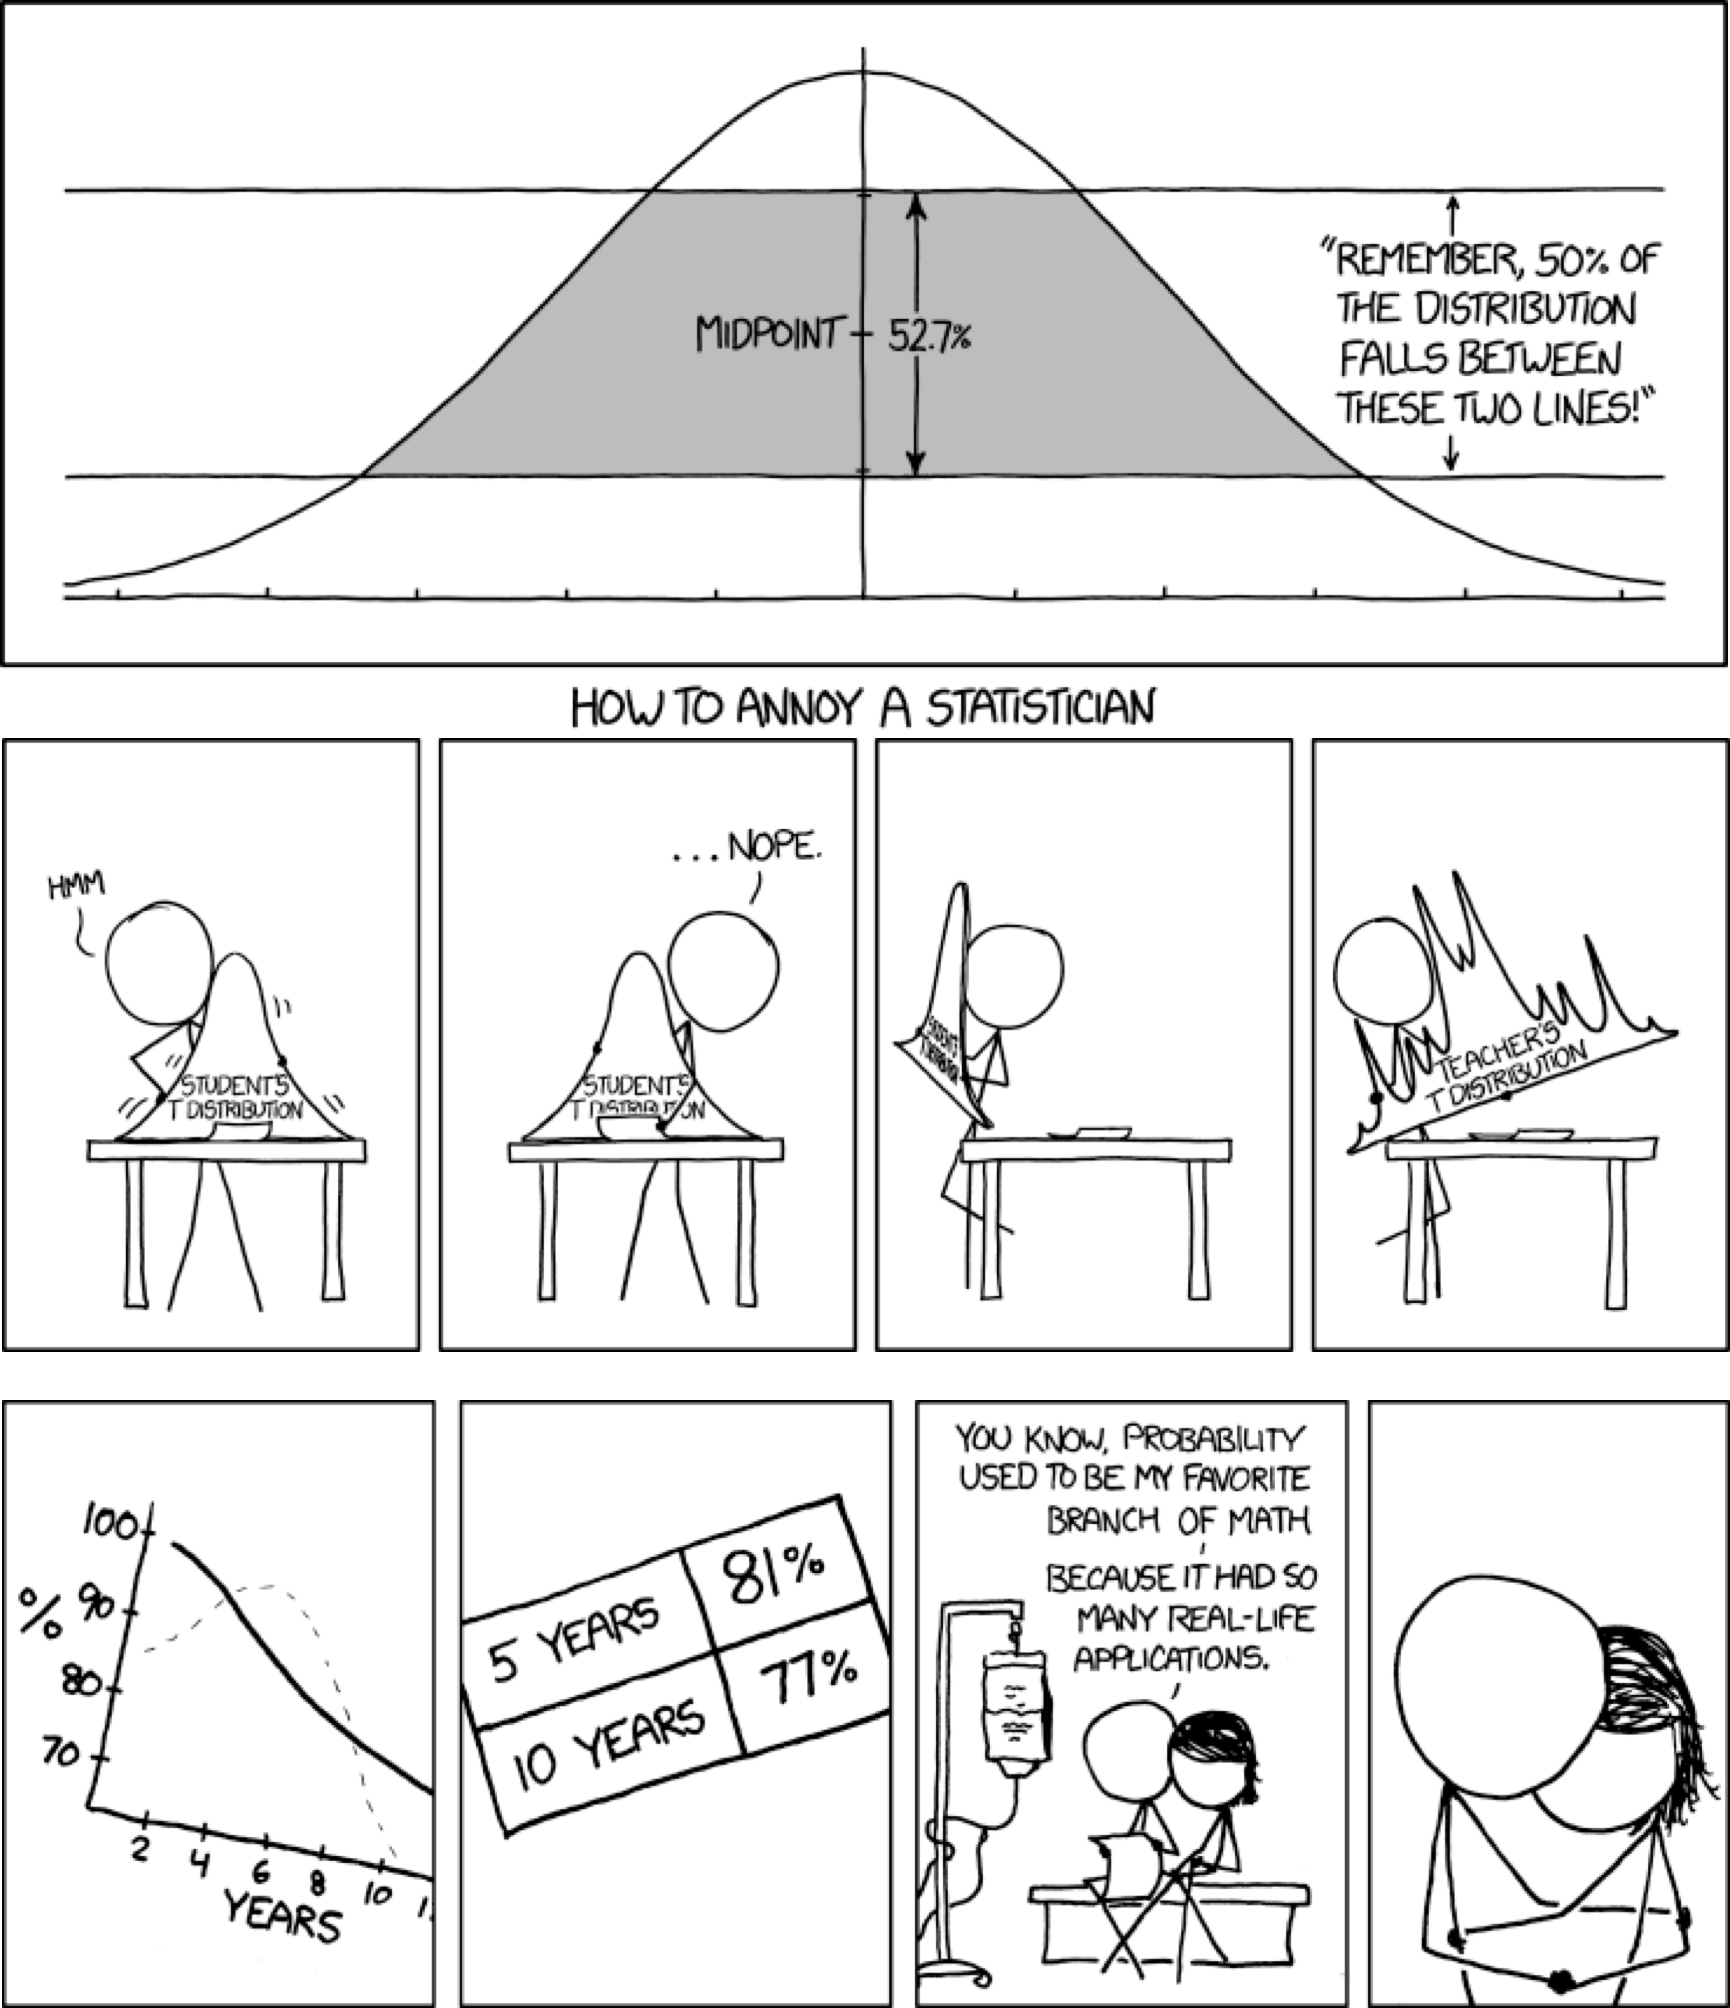 MIDPOINT
52.7%
"REMEMBER, 50% OF
THE DISTRIBUTION
FALLS BETWEEN
THESE TWO LINES!"
HOW TO ANNOY A STATISTICIAN
HMM
STUDENT'S
T DISTRIBUTION
...NOPE.
STUDENT'S
T DISTRIBUTION
STUDENT'S
T DISTRIBUTION
TEACHER'S
T DISTRIBUTION
100
% 90
80
70
2 4 6 8 10 1
YEARS
5 YEARS 81%
10 YEARS 77%
YOU KNOW, PROBABILITY
USED TO BE MY FAVORITE
BRANCH OF MATH
BECAUSE IT HAD SO
MANY REAL-LIFE
APPLICATIONS.